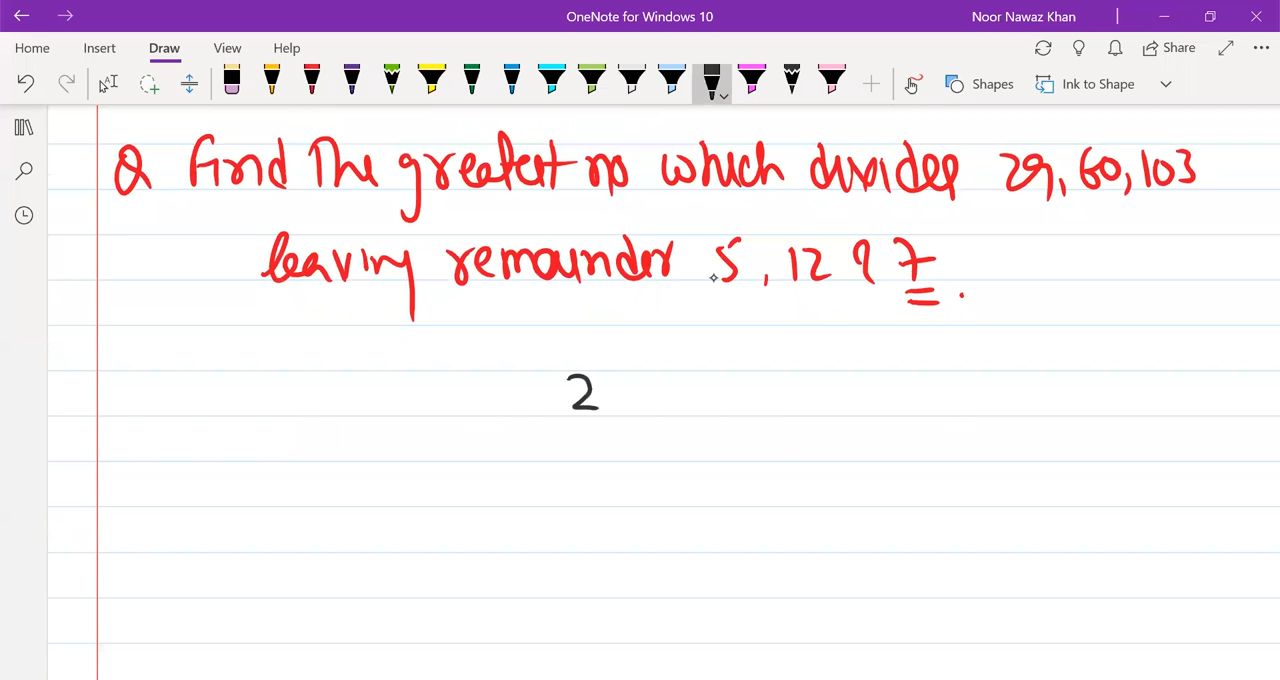 OneNote for Windows 10
Noor Nawaz Khan
Home Insert Draw View Help
Share
Shapes Ink to Shape
Q Find The greatest no which divides 29, 60, 103
leaving remainder 5, 12 & 7.
2